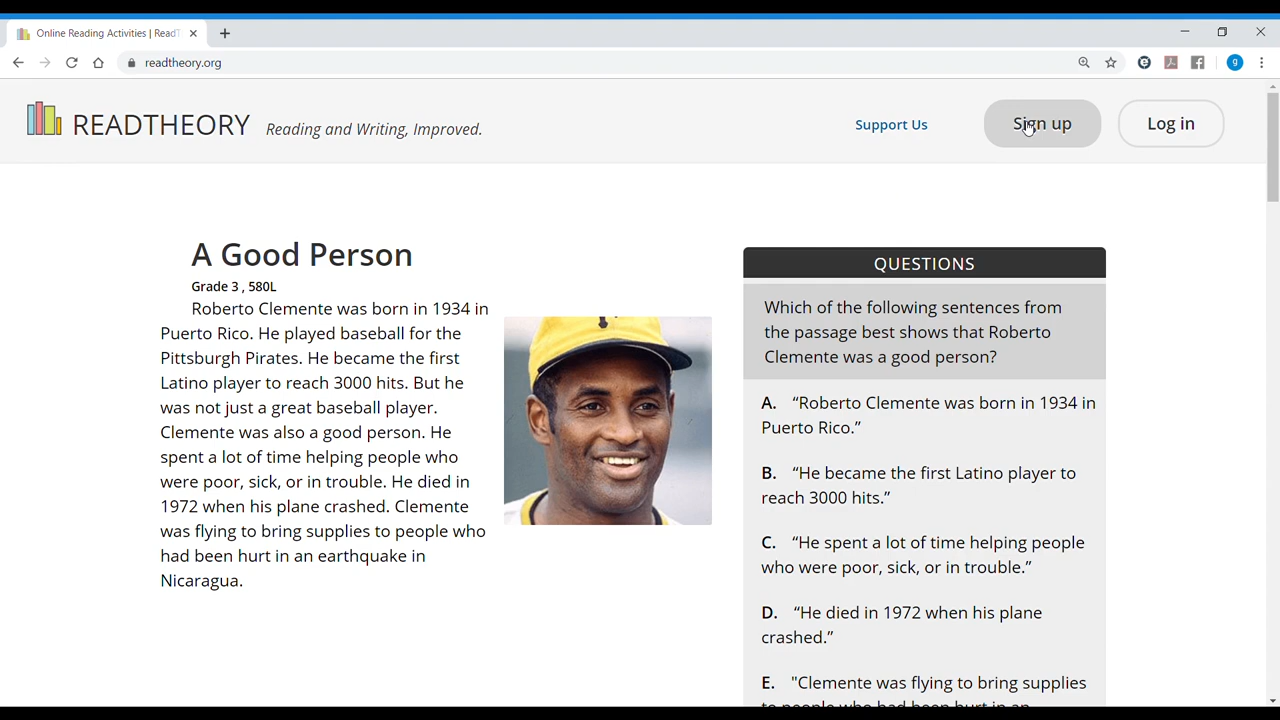 Online Reading Activities | Read
readtheory.org
g
READTHEORY
Reading and Writing, Improved.
Support Us
Sign up
Log in
A Good Person
Grade 3 , 580L
Roberto Clemente was born in 1934 in
Puerto Rico. He played baseball for the
Pittsburgh Pirates. He became the first
Latino player to reach 3000 hits. But he
was not just a great baseball player.
Clemente was also a good person. He
spent a lot of time helping people who
were poor, sick, or in trouble. He died in
1972 when his plane crashed. Clemente
was flying to bring supplies to people who
had been hurt in an earthquake in
Nicaragua.
QUESTIONS
Which of the following sentences from
the passage best shows that Roberto
Clemente was a good person?
A. “Roberto Clemente was born in 1934 in
Puerto Rico.”
B. “He became the first Latino player to
reach 3000 hits.”
C. “He spent a lot of time helping people
who were poor, sick, or in trouble.”
D. “He died in 1972 when his plane
crashed.”
E. "Clemente was flying to bring supplies
to people who had been hurt in an